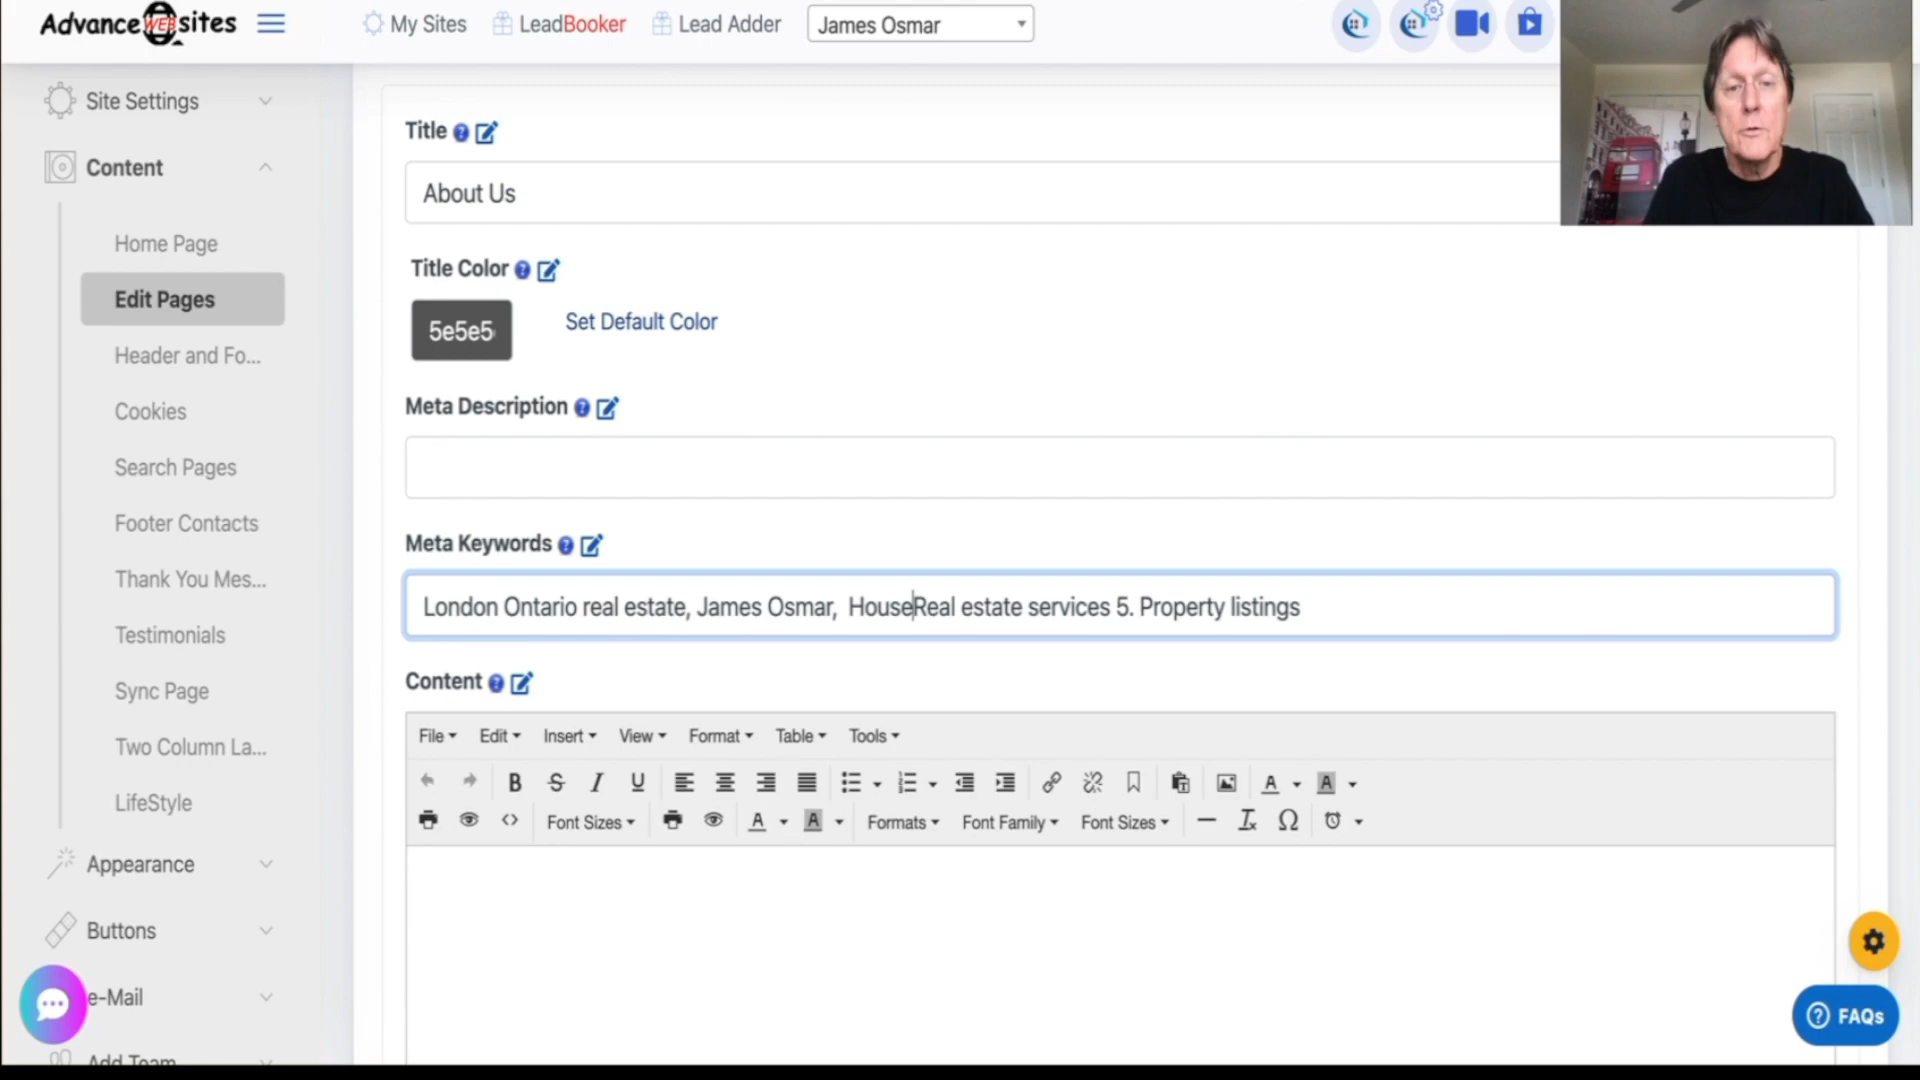 Advance WEB sites
My Sites
LeadBooker
Lead Adder
James Osmar
Site Settings
Content
Home Page
Edit Pages
Header and Fo...
Cookies
Search Pages
Footer Contacts
Thank You Mes...
Testimonials
Sync Page
Two Column La...
LifeStyle
Appearance
Buttons
e-Mail
Add Team
Title
About Us
Title Color
5e5e5
Set Default Color
Meta Description
Meta Keywords
London Ontario real estate, James Osmar,  HouseReal estate services 5. Property listings
Content
File Edit Insert View Format Table Tools
Font Sizes Formats Font Family Font Sizes
FAQs